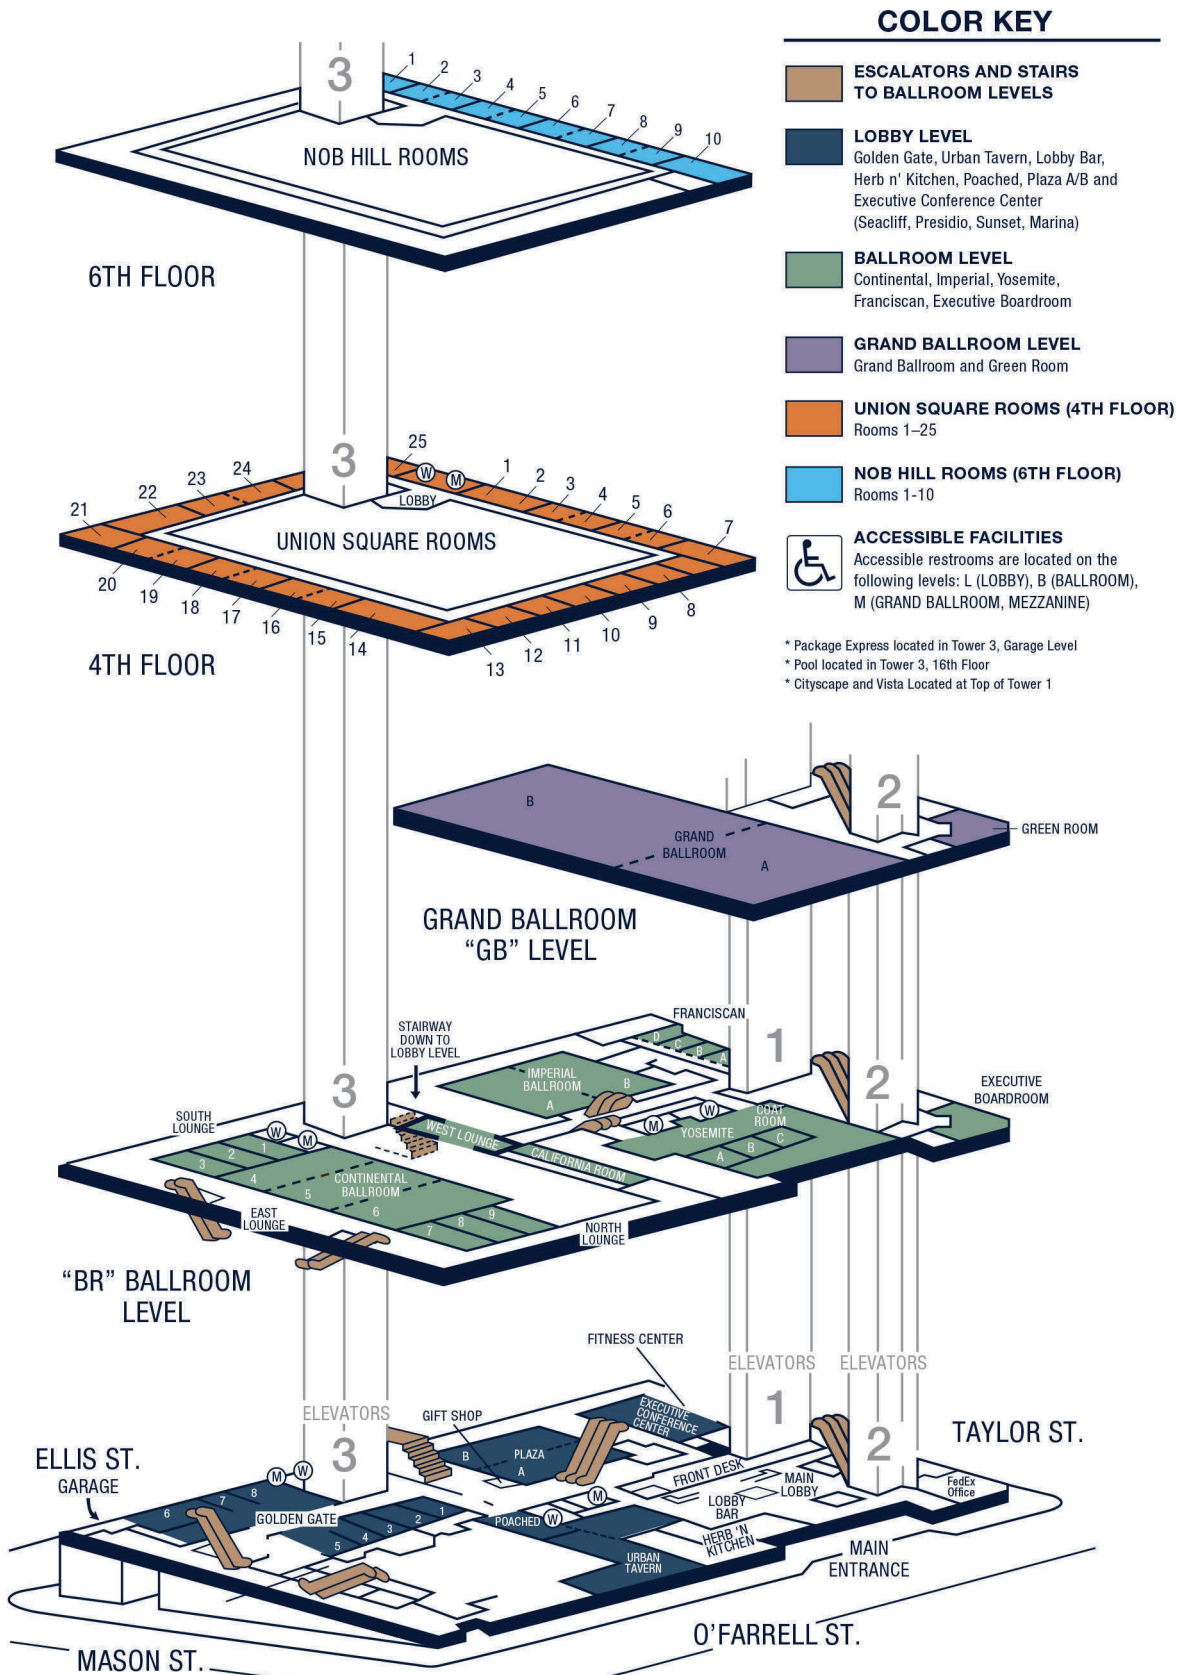 COLOR KEY
ESCALATORS AND STAIRS
TO BALLROOM LEVELS
LOBBY LEVEL
Golden Gate, Urban Tavern, Lobby Bar,
Herb n' Kitchen, Poached, Plaza A/B and
Executive Conference Center
(Seacliff, Presidio, Sunset, Marina)
BALLROOM LEVEL
Continental, Imperial, Yosemite,
Franciscan, Executive Boardroom
GRAND BALLROOM LEVEL
Grand Ballroom and Green Room
UNION SQUARE ROOMS (4TH FLOOR)
Rooms 1–25
NOB HILL ROOMS (6TH FLOOR)
Rooms 1-10
ACCESSIBLE FACILITIES
Accessible restrooms are located on the
following levels: L (LOBBY), B (BALLROOM),
M (GRAND BALLROOM, MEZZANINE)
* Package Express located in Tower 3, Garage Level
* Pool located in Tower 3, 16th Floor
* Cityscape and Vista Located at Top of Tower 1
3
1
2
3
4
5
6
7
8
9
10
NOB HILL ROOMS
6TH FLOOR
3
25
W
M
1
2
3
4
5
6
7
24
23
22
21
LOBBY
UNION SQUARE ROOMS
20
19
18
17
16
15
14
13
12
11
10
9
8
4TH FLOOR
2
B
GRAND
BALLROOM
A
GREEN ROOM
GRAND BALLROOM
“GB” LEVEL
FRANCISCAN
D
C
B
A
1
2
3
STAIRWAY
DOWN TO
LOBBY LEVEL
IMPERIAL
BALLROOM
B
A
EXECUTIVE
BOARDROOM
SOUTH
LOUNGE
W
M
WEST LOUNGE
CALIFORNIA ROOM
M
W
YOSEMITE
COAT
ROOM
C
B
A
3
2
1
4
5
CONTINENTAL
BALLROOM
6
7
8
9
EAST
LOUNGE
NORTH
LOUNGE
“BR” BALLROOM
LEVEL
FITNESS CENTER
ELEVATORS
1
ELEVATORS
2
ELEVATORS
3
GIFT SHOP
EXECUTIVE
CONFERENCE
CENTER
TAYLOR ST.
ELLIS ST.
GARAGE
M
W
B
PLAZA
A
FRONT DESK
MAIN
LOBBY
FedEx
Office
6
7
8
GOLDEN GATE
5
4
3
2
1
POACHED
W
M
LOBBY
BAR
HERB ‘N
KITCHEN
URBAN
TAVERN
MAIN
ENTRANCE
O’FARRELL ST.
MASON ST.